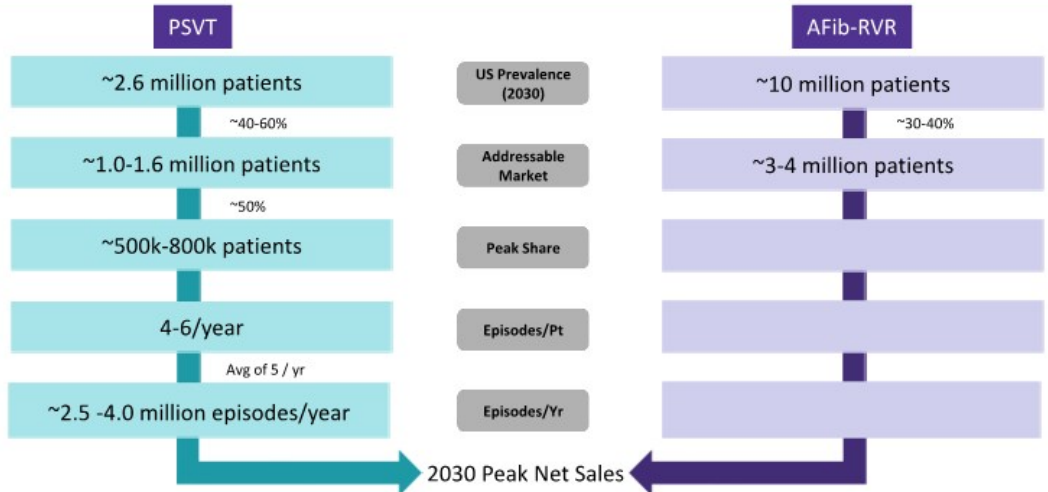 PSVT
AFib-RVR
~2.6 million patients
US Prevalence
(2030)
~10 million patients
~40-60%
~30-40%
~1.0-1.6 million patients
Addressable
Market
~3-4 million patients
~50%
~500k-800k patients
Peak Share
4-6/year
Episodes/Pt
Avg of 5 / yr
~2.5 -4.0 million episodes/year
Episodes/Yr
2030 Peak Net Sales